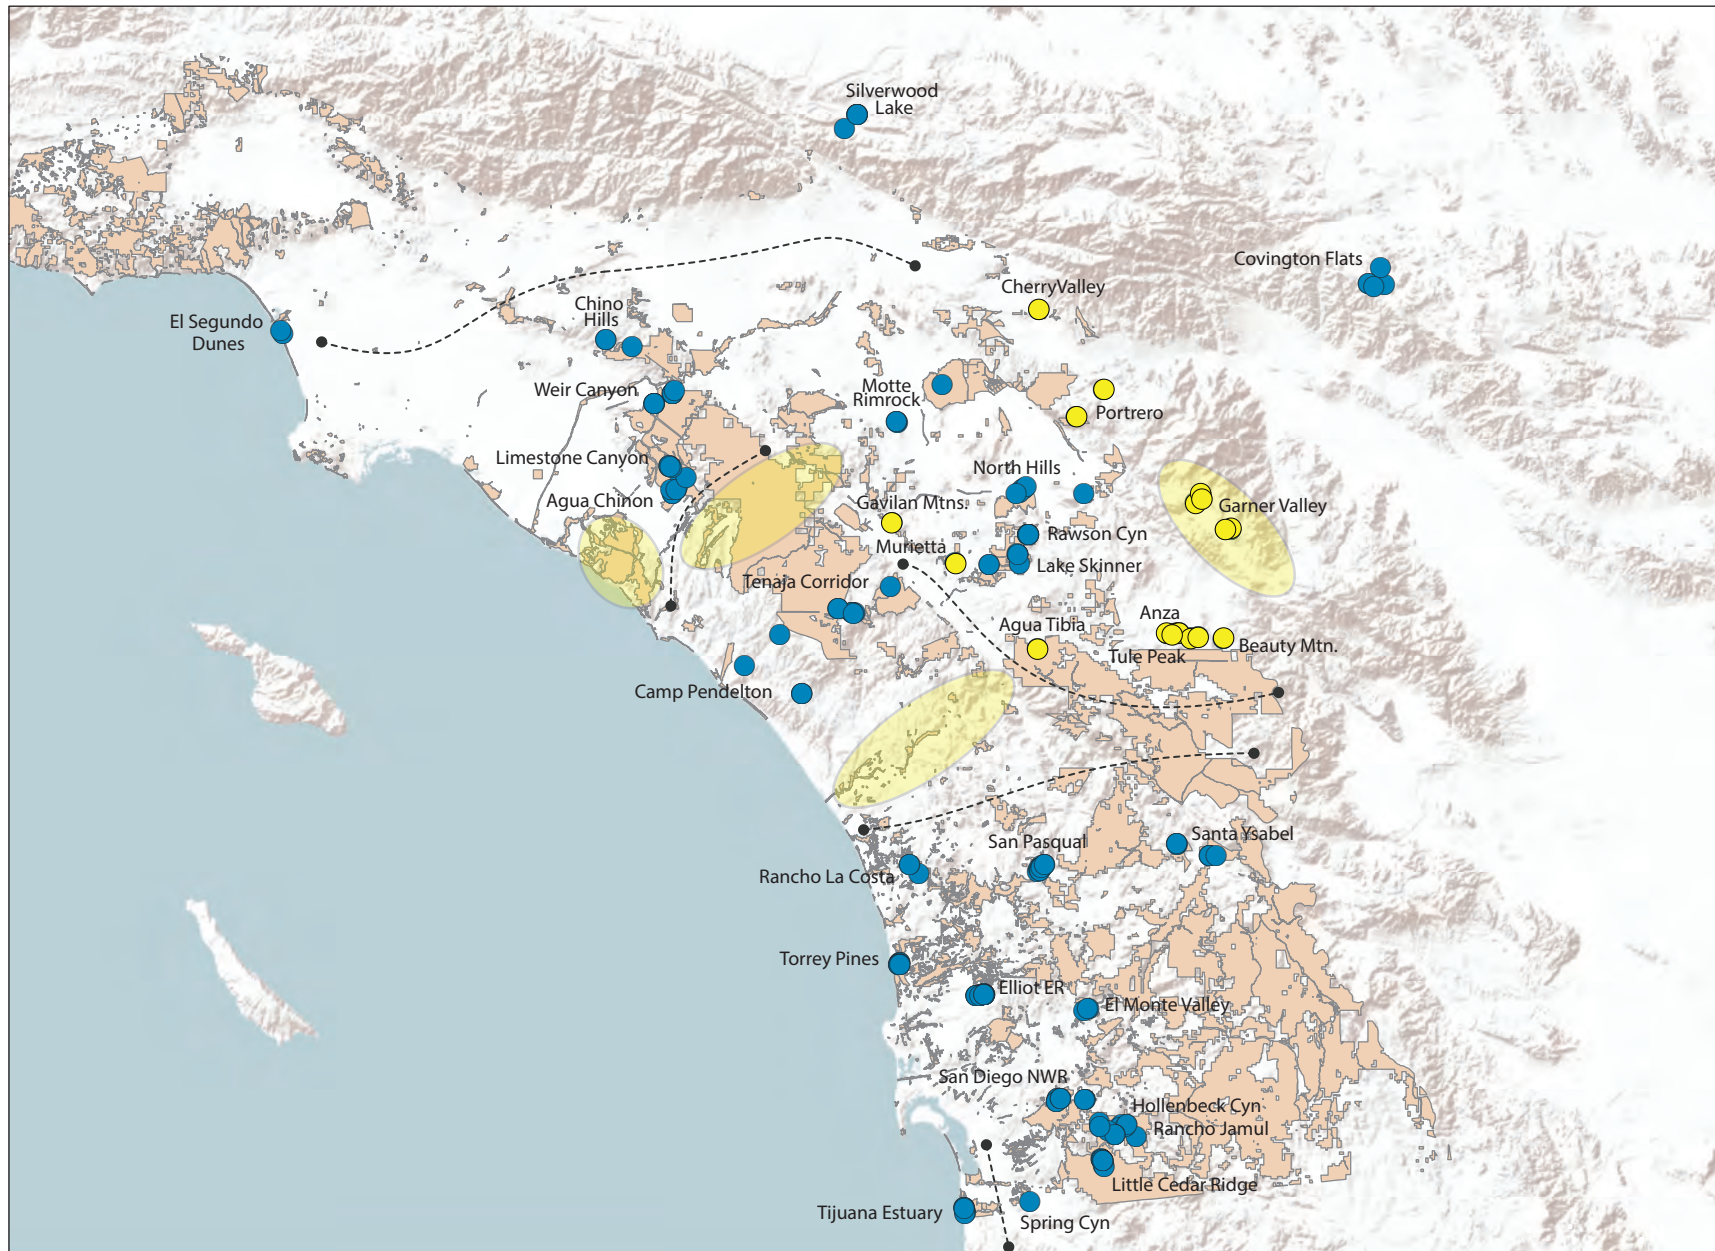 Silverwood
Lake
Covington Flats
CherryValley
El Segundo
Dunes
Chino
Hills
Weir Canyon
Motte
Rimrock
Portrero
Limestone Canyon
North Hills
Agua Chinon
Gavilan Mtns.
Garner Valley
Rawson Cyn
Murietta
Lake Skinner
Tenaja Corridor
Anza
Agua Tibia
Beauty Mtn.
Tule Peak
Camp Pendelton
Santa Ysabel
San Pasqual
Rancho La Costa
Torrey Pines
Elliot ER
El Monte Valley
San Diego NWR
Hollenbeck Cyn
Rancho Jamul
Little Cedar Ridge
Tijuana Estuary
Spring Cyn